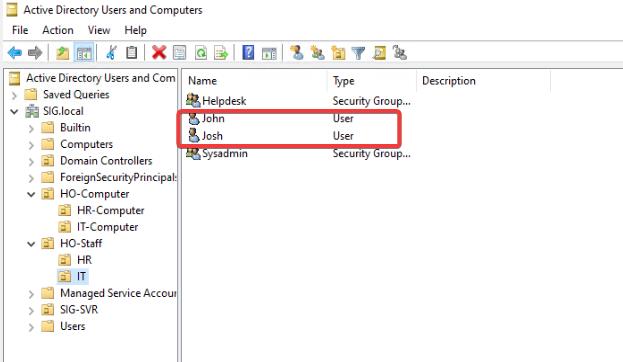 Active Directory Users and Computers
File Action View Help
Active Directory Users and Com
Saved Queries
SIG.local
Builtin
Computers
Domain Controllers
ForeignSecurityPrincipals
HO-Computer
HR-Computer
IT-Computer
HO-Staff
HR
IT
Managed Service Accou
SIG-SVR
Users
Name Type Description
Helpdesk Security Group...
John User
Josh User
Sysadmin Security Group...